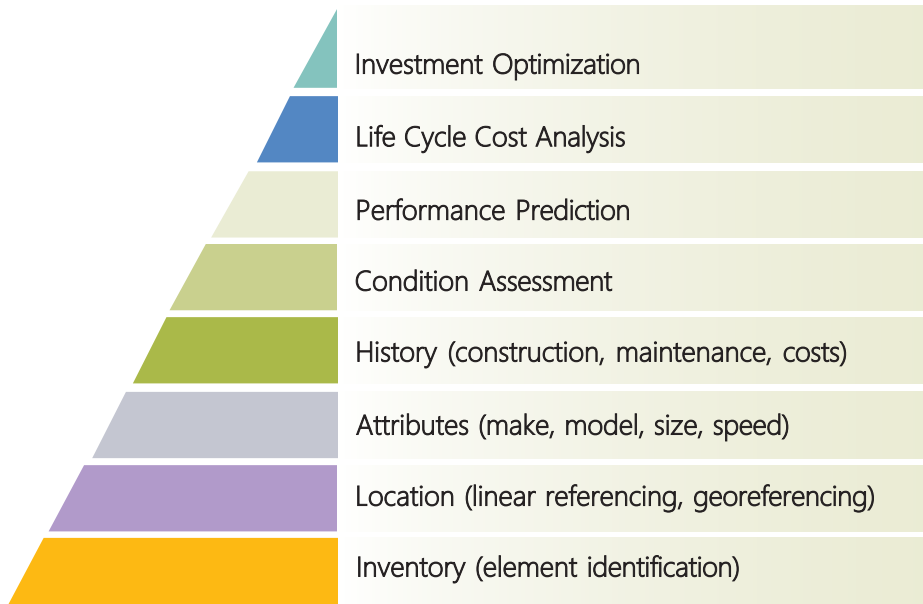 Investment Optimization
Life Cycle Cost Analysis
Performance Prediction
Condition Assessment
History (construction, maintenance, costs)
Attributes (make, model, size, speed)
Location (linear referencing, georeferencing)
Inventory (element identification)